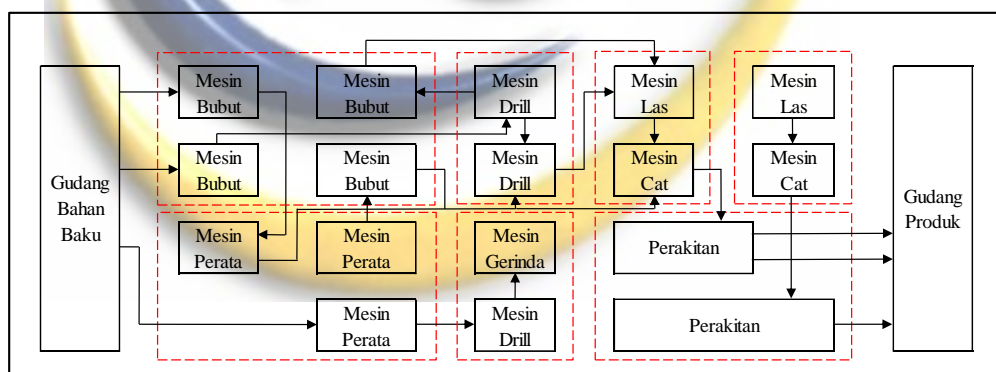 Mesin
Bubut
Mesin
Bubut
Mesin
Drill
Mesin
Las
Mesin
Las
Gudang
Bahan
Baku
Mesin
Bubut
Mesin
Bubut
Mesin
Drill
Mesin
Cat
Mesin
Cat
Gudang
Produk
Mesin
Perata
Mesin
Perata
Mesin
Gerinda
Perakitan
Mesin
Perata
Mesin
Drill
Perakitan